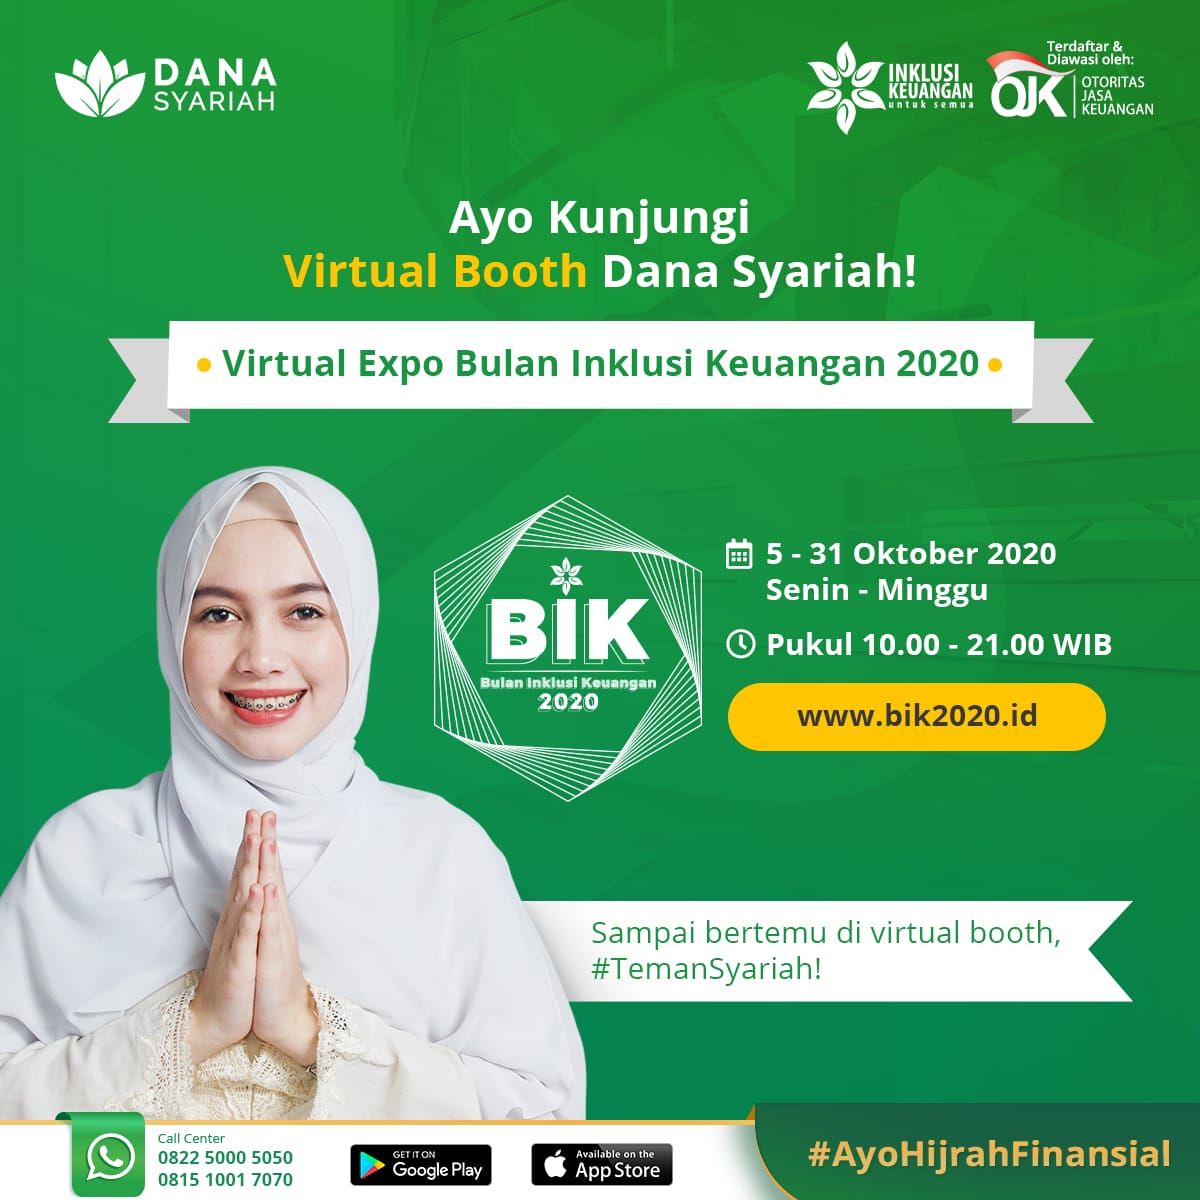 DANA
SYARIAH
INKLUSI
KEUANGAN
untuk semua
Terdaftar &
Diawasi oleh:
OJK
OTORITAS
JASA
KEUANGAN
Ayo Kunjungi
Virtual Booth Dana Syariah!
• Virtual Expo Bulan Inklusi Keuangan 2020 •
BIK
Bulan Inklusi Keuangan
2020
5 - 31 Oktober 2020
Senin - Minggu
Pukul 10.00 - 21.00 WIB
www.bik2020.id
Sampai bertemu di virtual booth,
#TemanSyariah!
Call Center
0822 5000 5050
0815 1001 7070
GET IT ON
Google Play
Available on the
App Store
#AyoHijrahFinansial